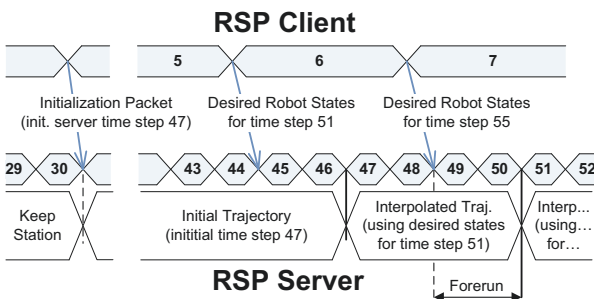 RSP Client
5 6 7
Initialization Packet
(init. server time step 47)
Desired Robot States
for time step 51
Desired Robot States
for time step 55
29 30 43 44 45 46 47 48 49 50 51 52
Keep
Station
Initial Trajectory
(inititial time step 47)
Interpolated Traj.
(using desired states
for time step 51)
Interp...
(using...
for...
RSP Server
Forerun